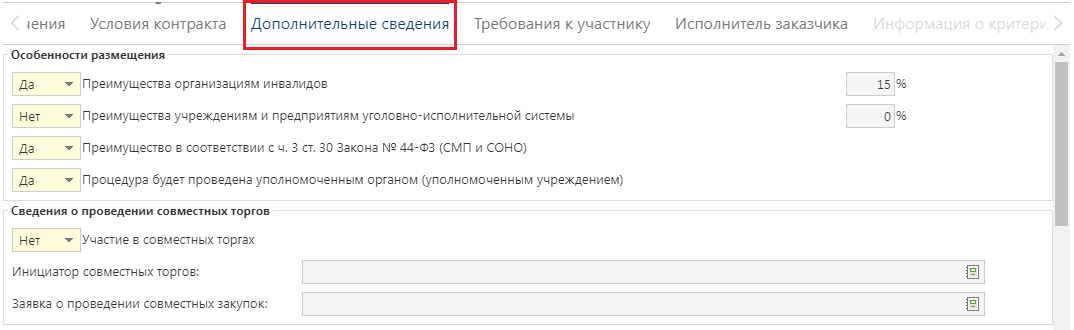 чения Условия контракта Дополнительные сведения Требования к участнику Исполнитель заказчика Информация о критери
Особенности размещения
Да Преимущества организациям инвалидов 15 %
Нет Преимущества учреждениям и предприятиям уголовно-исполнительной системы 0 %
Да Преимущество в соответствии с ч. 3 ст. 30 Закона № 44-ФЗ (СМП и СОНО)
Да Процедура будет проведена уполномоченным органом (уполномоченным учреждением)
Сведения о проведении совместных торгов
Нет Участие в совместных торгах
Инициатор совместных торгов:
Заявка о проведении совместных закупок: